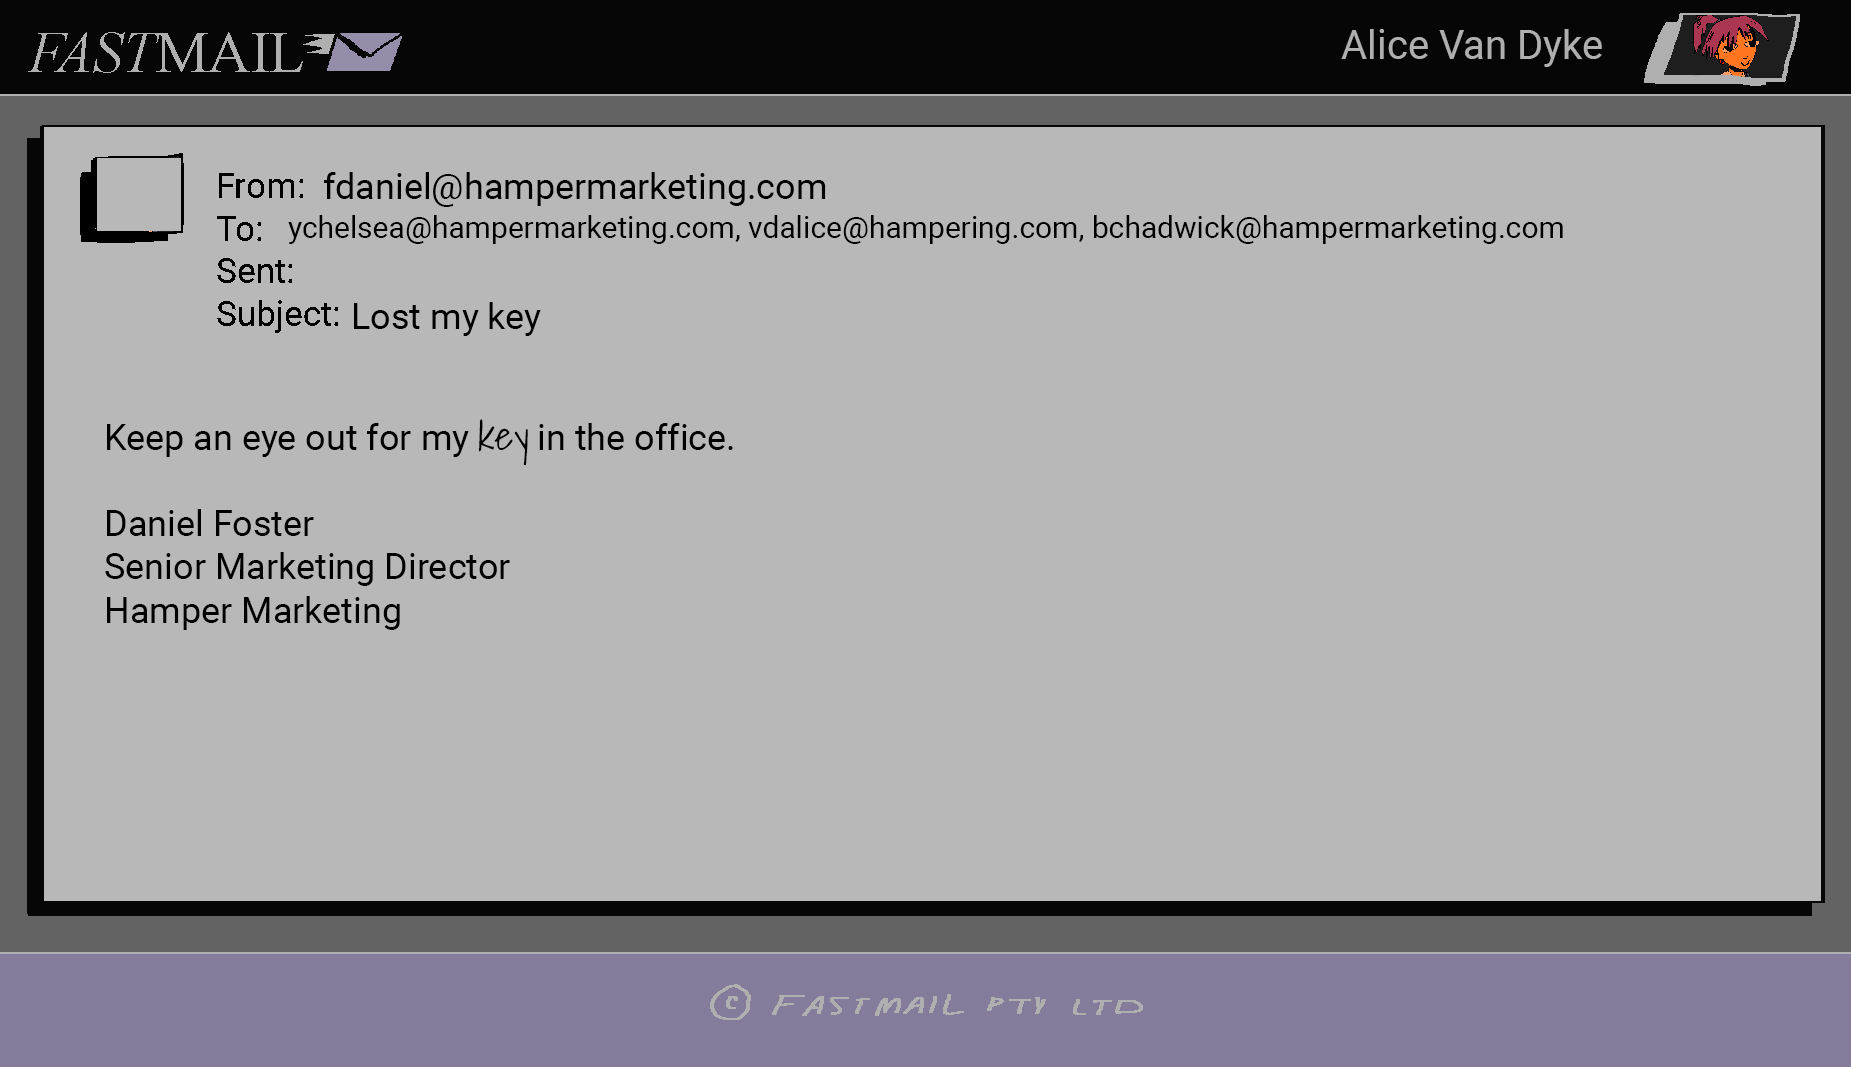 FASTMAIL
Alice Van Dyke
From: fdaniel@hampermarketing.com
To: ychelsea@hampermarketing.com, vdalice@hampering.com, bchadwick@hampermarketing.com
Sent:
Subject: Lost my key
Keep an eye out for my key in the office.
Daniel Foster
Senior Marketing Director
Hamper Marketing
© FASTMAIL PTY LTD